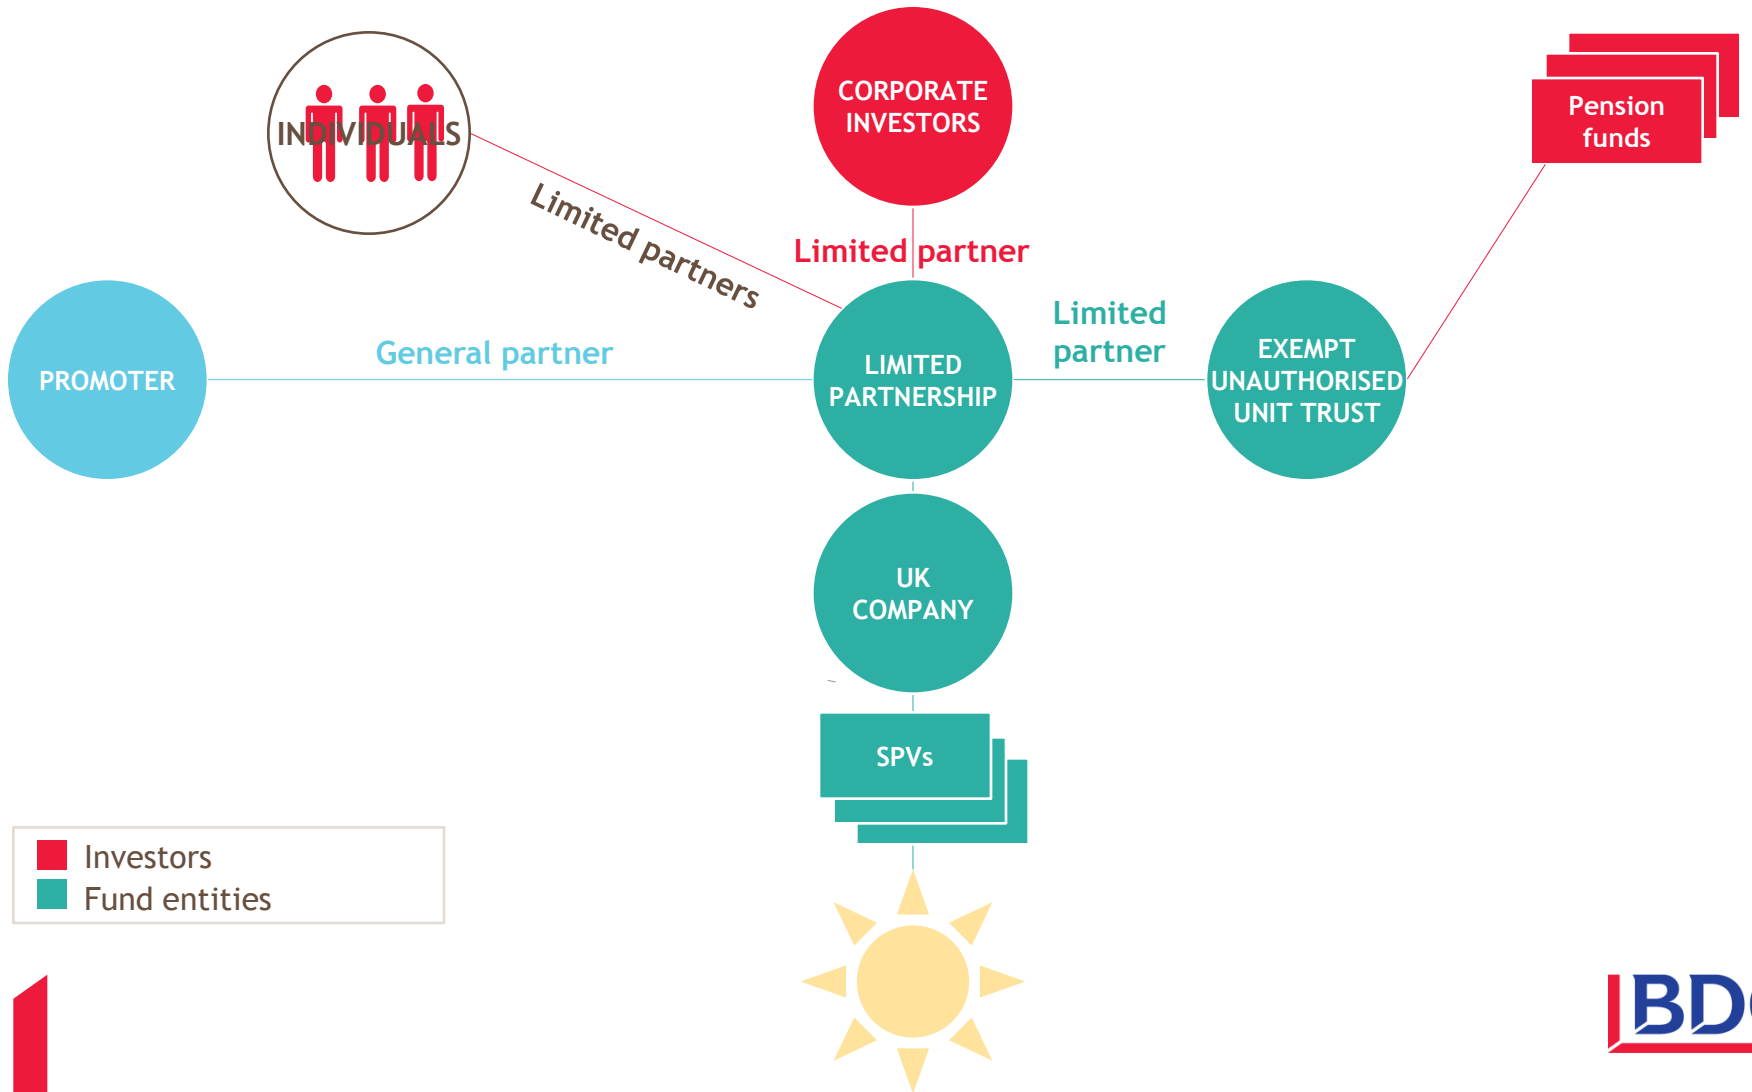 CORPORATE
INVESTORS
INDIVIDUALS
Pension
funds
Limited partners
Limited partner
Limited
partner
General partner
PROMOTER
LIMITED
PARTNERSHIP
EXEMPT
UNAUTHORISED
UNIT TRUST
UK
COMPANY
SPVs
Investors
Fund entities
BD